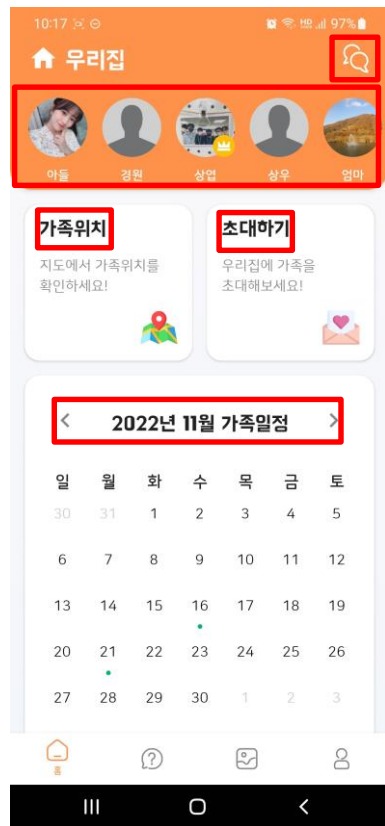 10:17
97%
우리집
아들 경원 상엽 상우 엄마
가족위치
지도에서 가족위치를
확인하세요!
초대하기
우리집에 가족을
초대해보세요!
< 2022년 11월 가족일정 >
일 월 화 수 목 금 토
30 31 1 2 3 4 5
6 7 8 9 10 11 12
13 14 15 16 17 18 19
20 21 22 23 24 25 26
27 28 29 30 1 2 3
홈